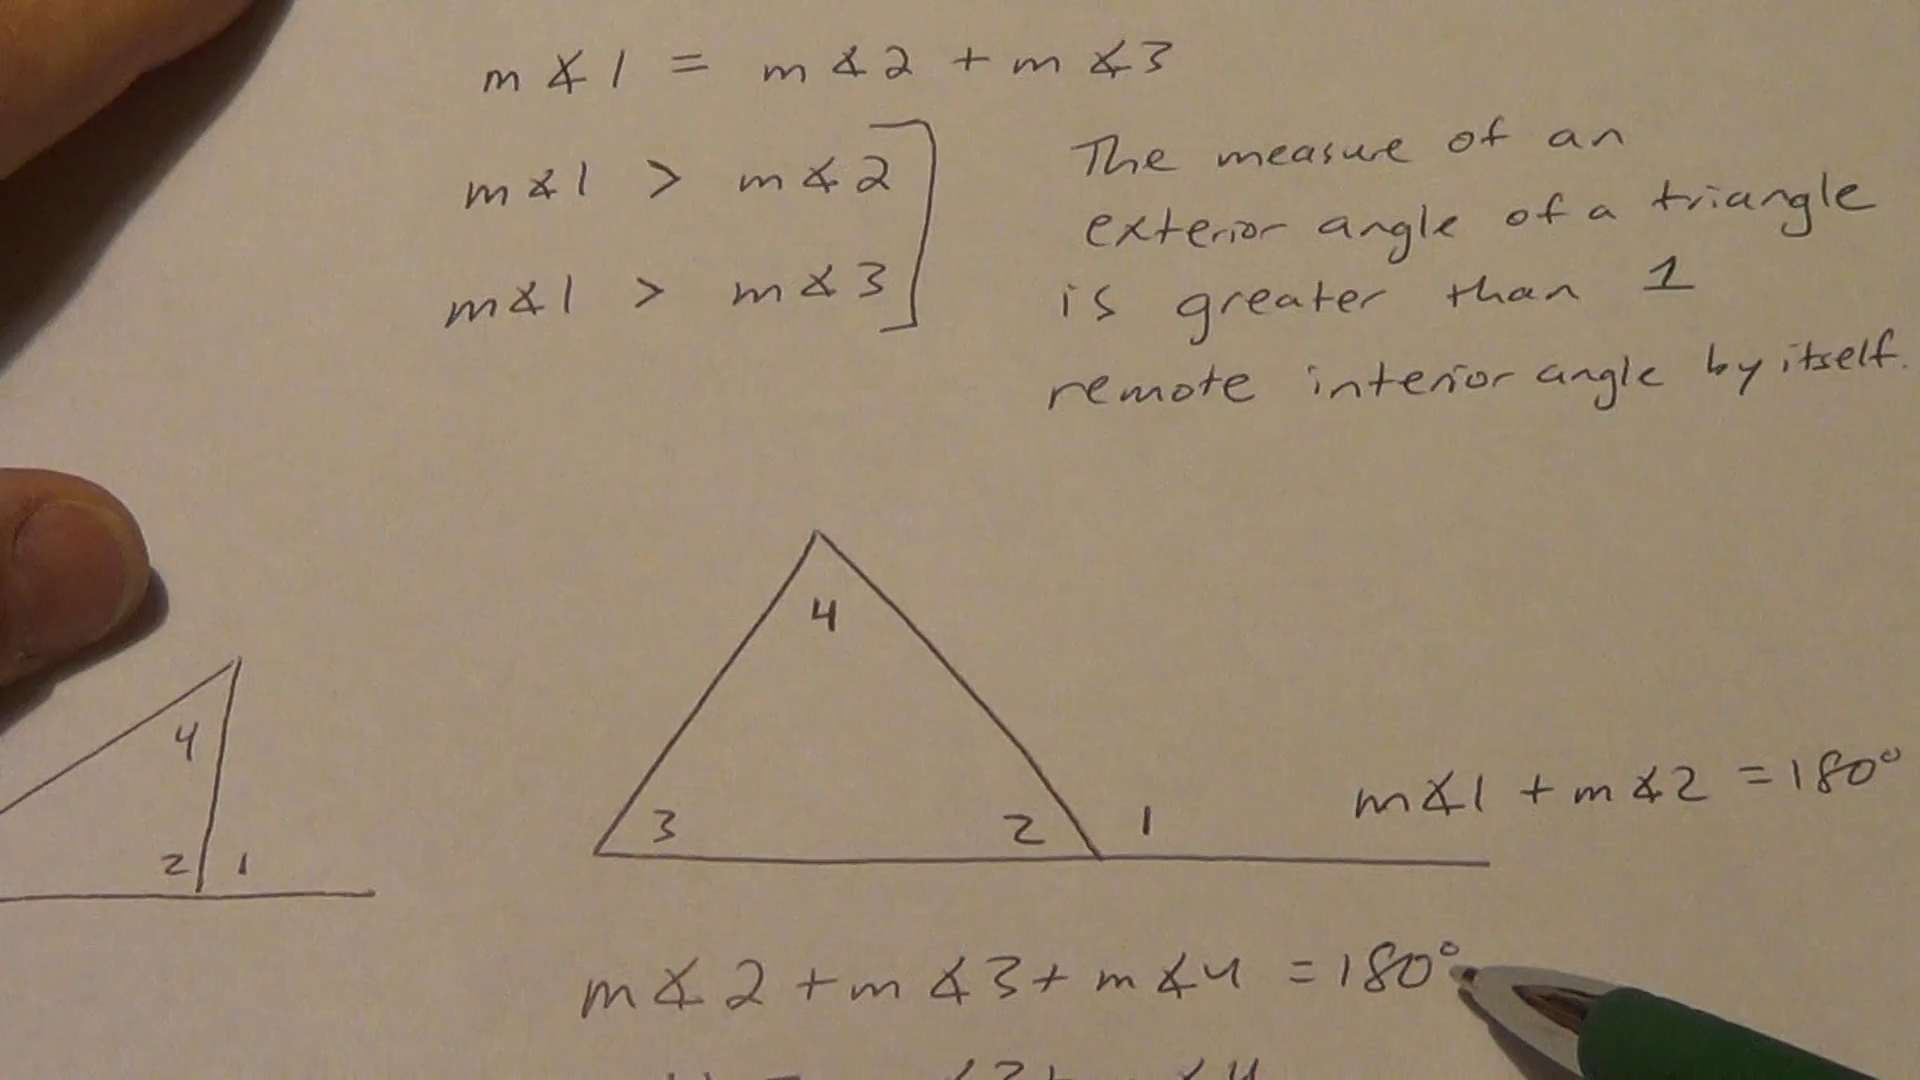 m∡1 = m∡2 + m∡3
m∡1 > m∡2
m∡1 > m∡3
The measure of an
exterior angle of a triangle
is greater than 1
remote interior angle by itself.
4
3 2 1
m∡1 + m∡2 = 180°
4
2 1
m∡2 + m∡3 + m∡4 = 180°